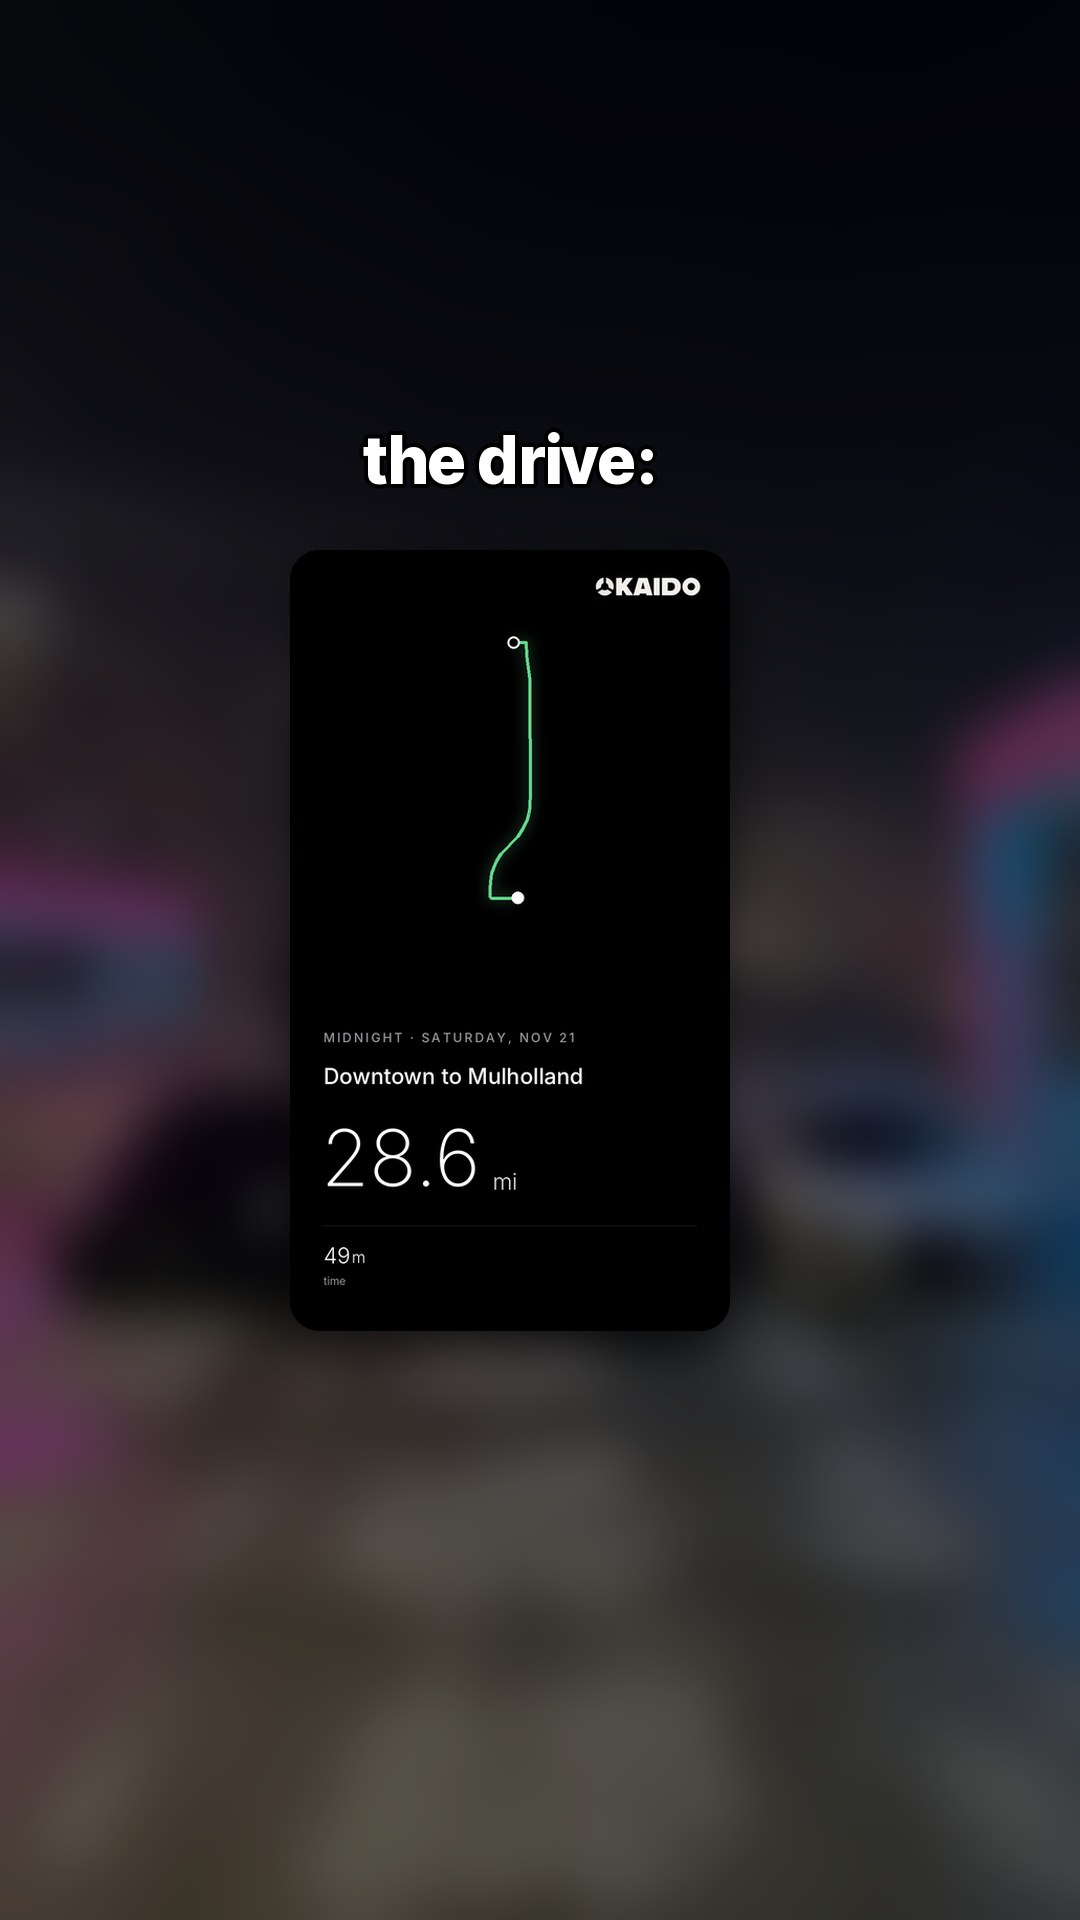 the drive:
KAIDO
MIDNIGHT · SATURDAY, NOV 21
Downtown to Mulholland
28.6 mi
49m
time